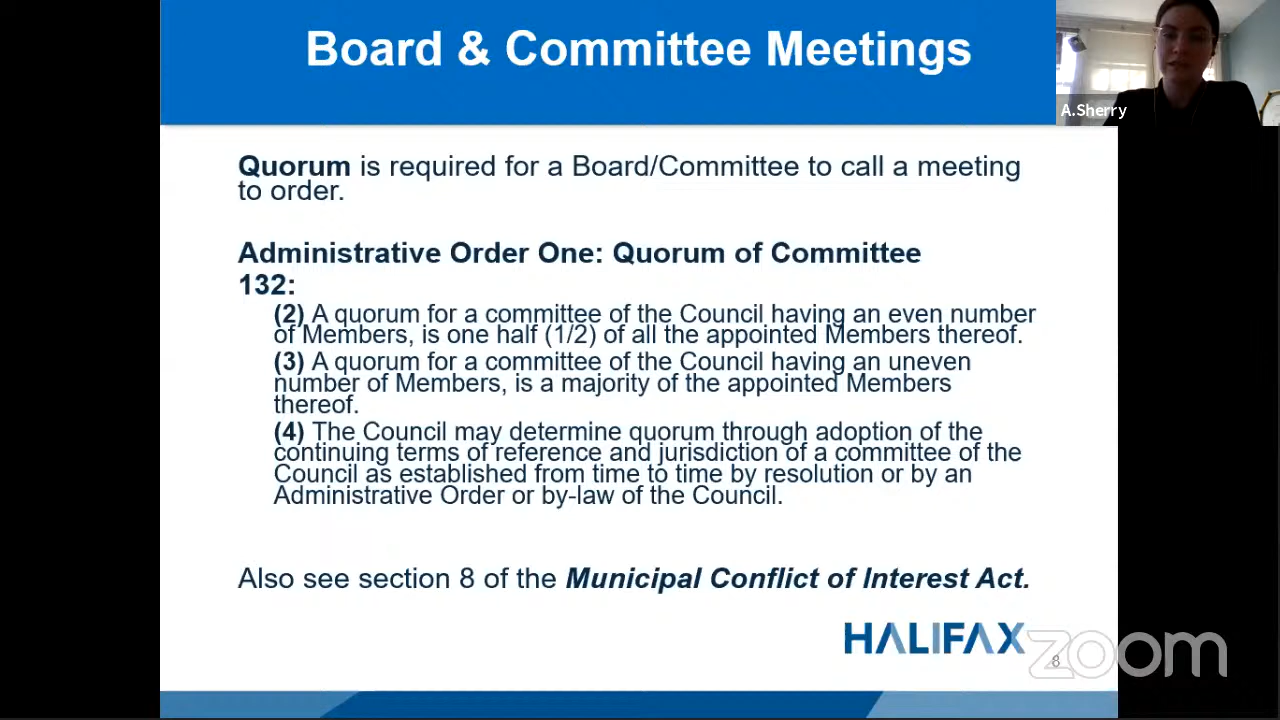 Board & Committee Meetings
A.Sherry
Quorum is required for a Board/Committee to call a meeting
to order.
Administrative Order One: Quorum of Committee
132:
(2) A quorum for a committee of the Council having an even number
of Members, is one half (1/2) of all the appointed Members thereof.
(3) A quorum for a committee of the Council having an uneven
number of Members, is a majority of the appointed Members
thereof.
(4) The Council may determine quorum through adoption of the
continuing terms of reference and jurisdiction of a committee of the
Council as established from time to time by resolution or by an
Administrative Order or by-law of the Council.
Also see section 8 of the Municipal Conflict of Interest Act.
HALIFAX
zoom
8